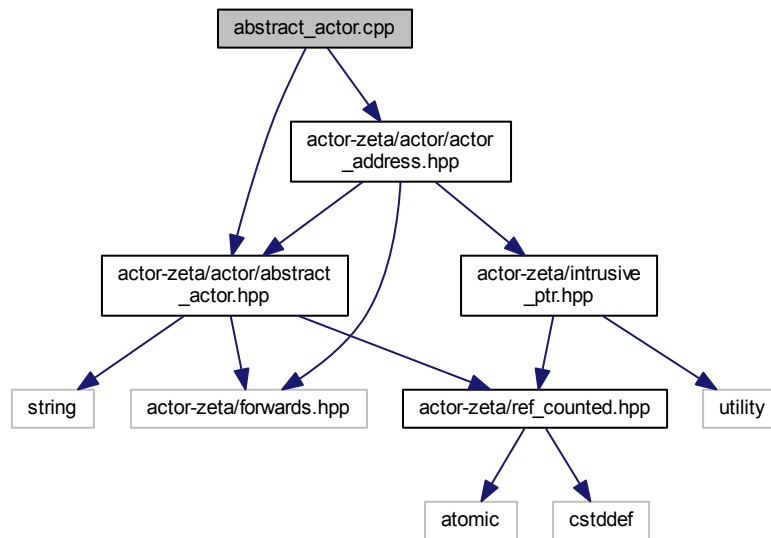 abstract_actor.cpp
actor-zeta/actor/actor
_address.hpp
actor-zeta/actor/abstract
_actor.hpp
actor-zeta/intrusive
_ptr.hpp
string
actor-zeta/forwards.hpp
actor-zeta/ref_counted.hpp
utility
atomic
cstddef